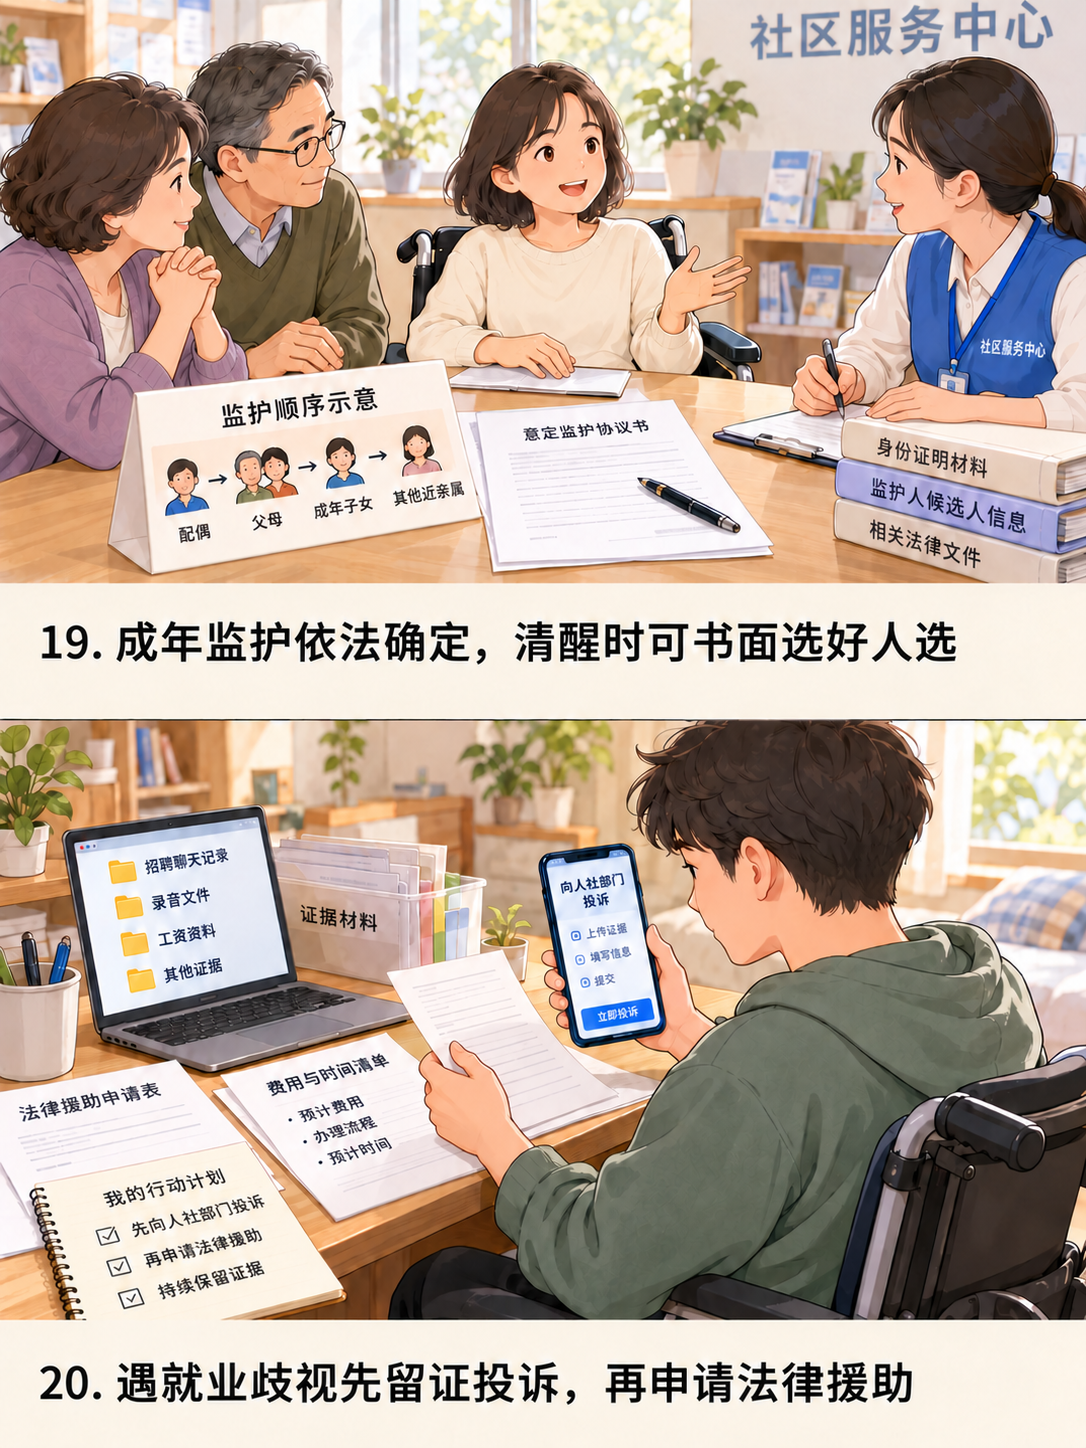 社区服务中心
社区服务中心
监护顺序示意
配偶
父母
成年子女
其他近亲属
意定监护协议书
身份证明材料
监护人候选人信息
相关法律文件
19. 成年监护依法确定，清醒时可书面选好人选
招聘聊天记录
录音文件
工资资料
其他证据
证据材料
向人社部门
投诉
上传证据
填写信息
提交
立即投诉
法律援助申请表
费用与时间清单
• 预计费用
• 办理流程
• 预计时间
我的行动计划
先向人社部门投诉
再申请法律援助
持续保留证据
20. 遇就业歧视先留证投诉，再申请法律援助